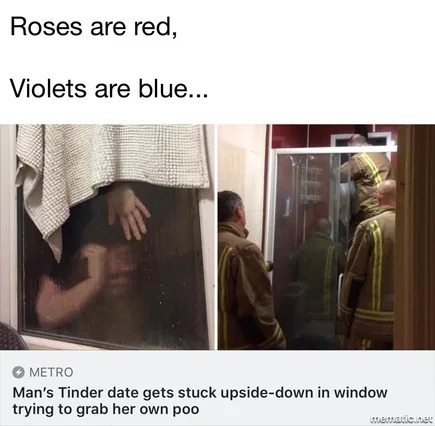 Roses are red,
Violets are blue...
METRO
Man's Tinder date gets stuck upside-down in window
trying to grab her own poo
mematic.net